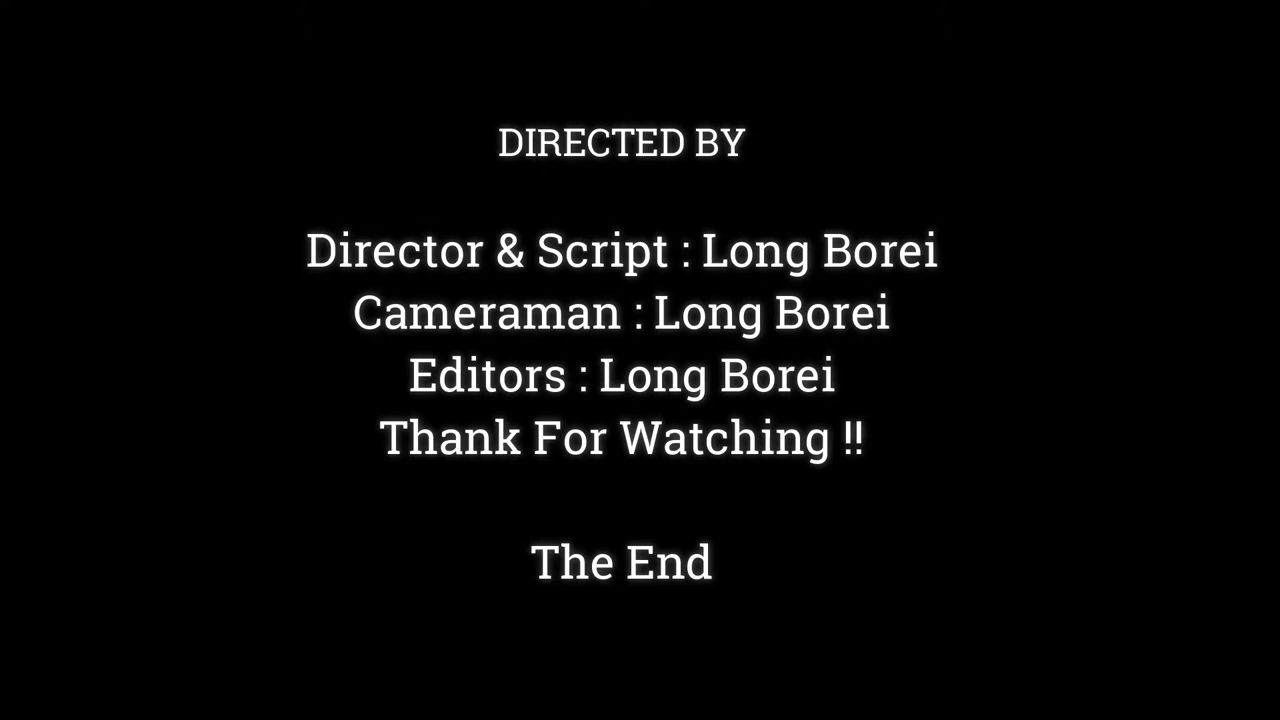 DIRECTED BY
Director & Script : Long Borei
Cameraman : Long Borei
Editors : Long Borei
Thank For Watching !!
The End